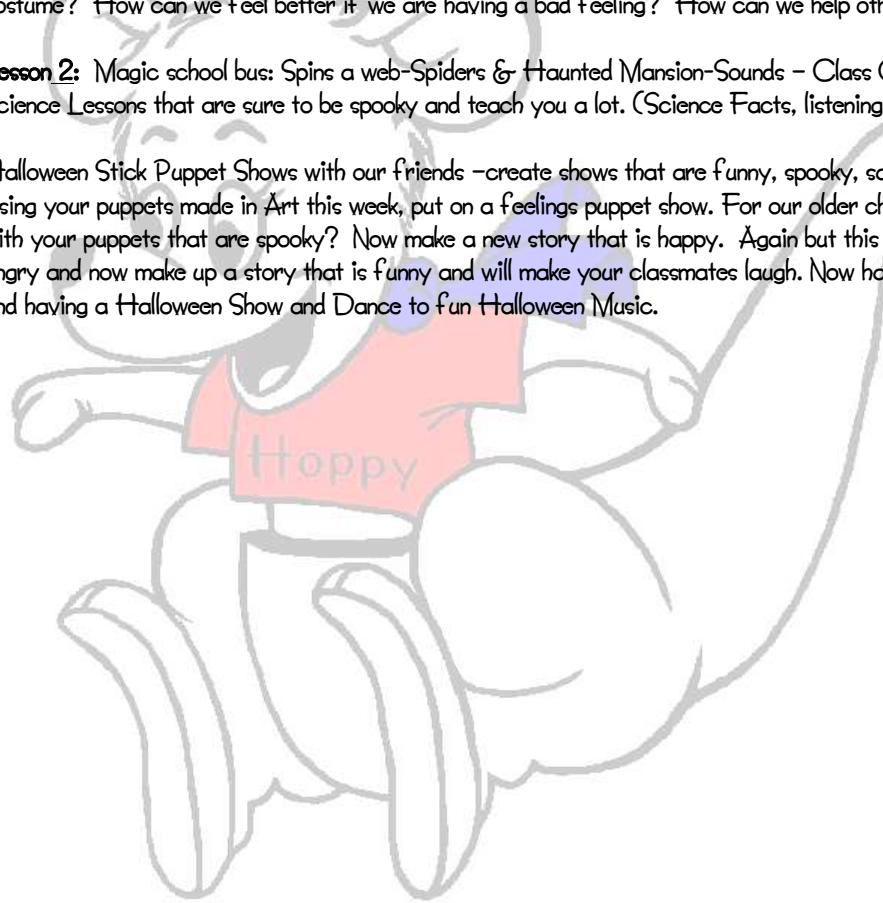 ostume? How can we feel better if we are having a bad feeling? How can we help oth
esson 2: Magic school bus: Spins a web-Spiders & Haunted Mansion-Sounds – Class
cience Lessons that are sure to be spooky and teach you a lot. (Science Facts, listening
alloween Stick Puppet Shows with our friends –create shows that are funny, spooky, sc
sing your puppets made in Art this week, put on a feelings puppet show. For our older ch
ith your puppets that are spooky? Now make a new story that is happy. Again but this
ngry and now make up a story that is funny and will make your classmates laugh. Now ha
nd having a Halloween Show and Dance to fun Halloween Music.
Hoppy